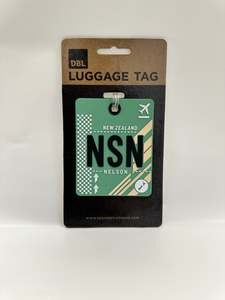 DBL
LUGGAGE TAG
NEW ZEALAND
NSN
NELSON